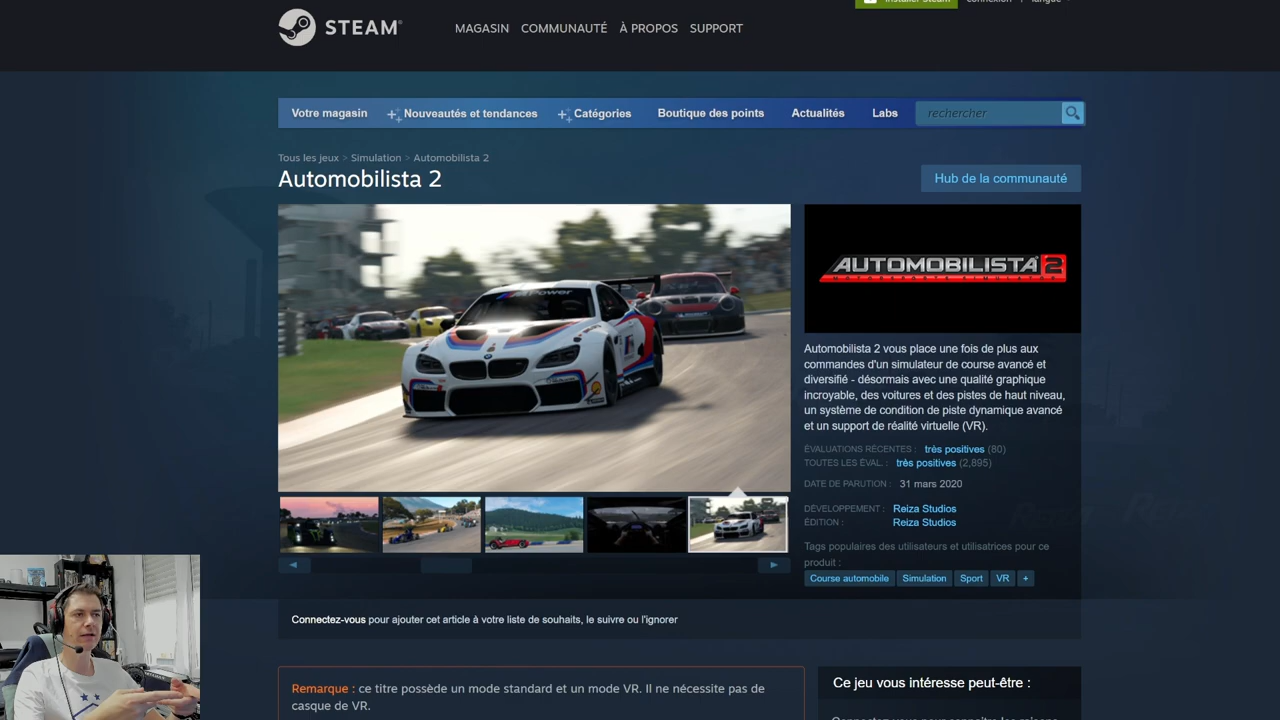 Installer Steam connexion | langue
STEAM®
MAGASIN COMMUNAUTÉ À PROPOS SUPPORT
Votre magasin Nouveautés et tendances Catégories Boutique des points Actualités Labs rechercher
Tous les jeux > Simulation > Automobilista 2
Automobilista 2
Hub de la communauté
M Power
AUTOMOBILISTA 2
Automobilista 2 vous place une fois de plus aux
commandes d'un simulateur de course avancé et
diversifié - désormais avec une qualité graphique
incroyable, des voitures et des pistes de haut niveau,
un système de condition de piste dynamique avancé
et un support de réalité virtuelle (VR).
ÉVALUATIONS RÉCENTES : très positives (80)
TOUTES LES ÉVAL. : très positives (2,895)
DATE DE PARUTION : 31 mars 2020
DÉVELOPPEMENT : Reiza Studios
ÉDITION : Reiza Studios
Tags populaires des utilisateurs et utilisatrices pour ce
produit :
Course automobile Simulation Sport VR +
Connectez-vous pour ajouter cet article à votre liste de souhaits, le suivre ou l'ignorer
Remarque : ce titre possède un mode standard et un mode VR. Il ne nécessite pas de
casque de VR.
Ce jeu vous intéresse peut-être :